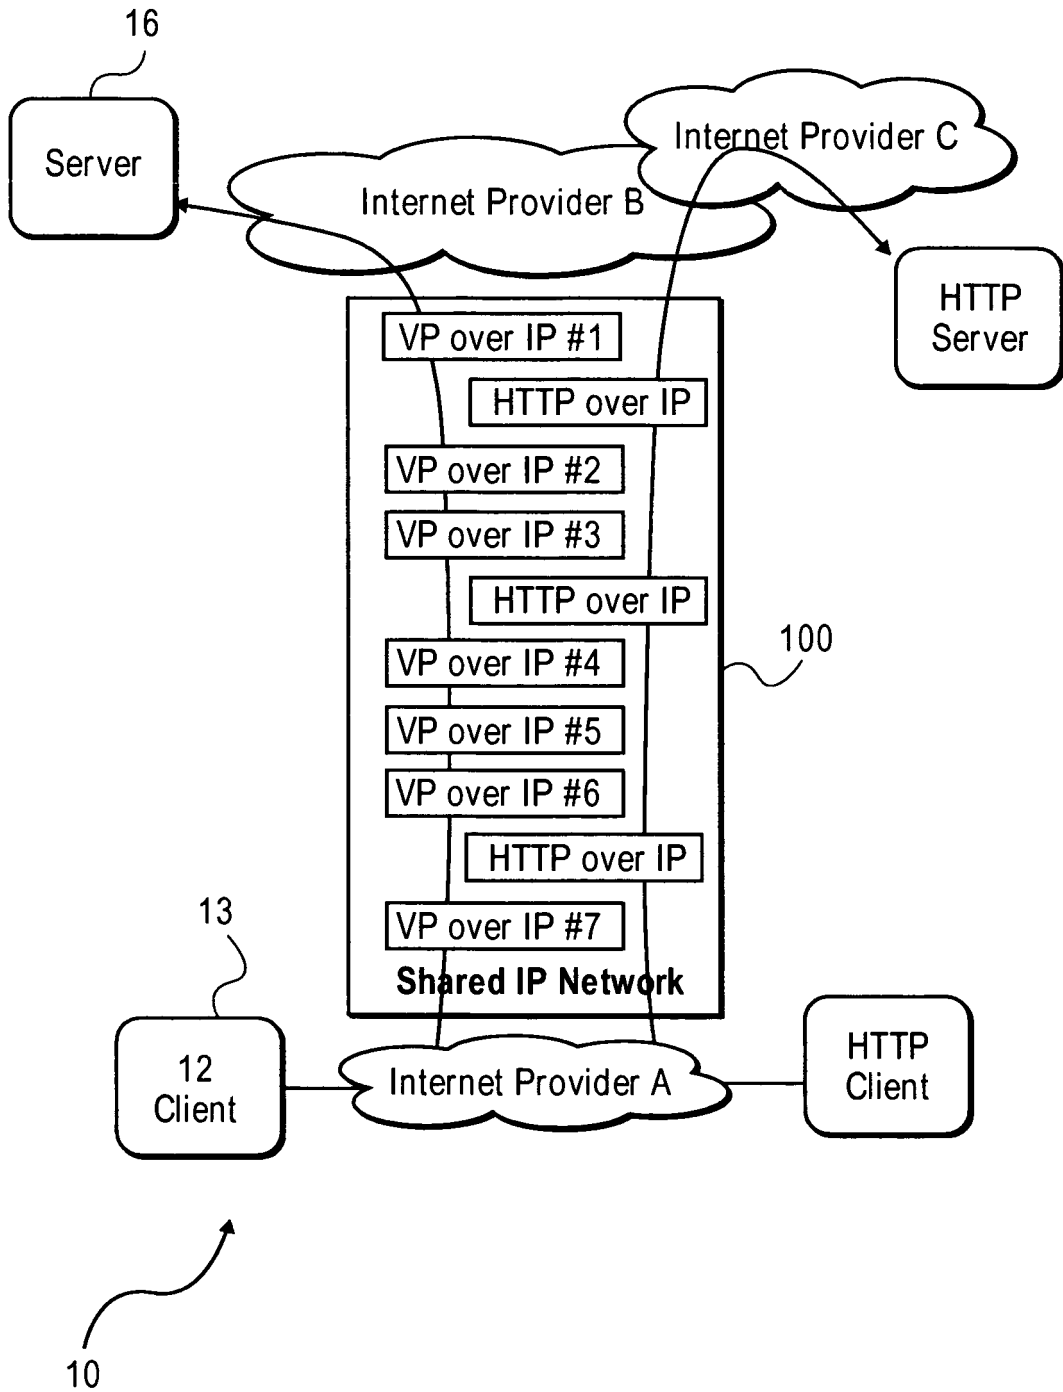 16
Server
Internet Provider C
Internet Provider B
HTTP
Server
VP over IP #1
HTTP over IP
VP over IP #2
VP over IP #3
HTTP over IP
100
VP over IP #4
VP over IP #5
VP over IP #6
HTTP over IP
13
VP over IP #7
Shared IP Network
12
Client
Internet Provider A
HTTP
Client
10